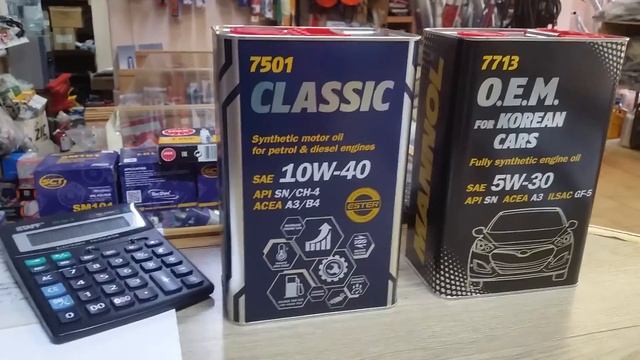 7501
CLASSIC
Synthetic motor oil
for petrol & diesel engines
SAE 10W-40
API SN/CH-4
ACEA A3/B4
ESTER
MANNOL
7713
O.E.M.
FOR KOREAN
CARS
Fully synthetic engine oil
SAE 5W-30
API SN ACEA A3 ILSAC GF-5
SCT
SM101
AC